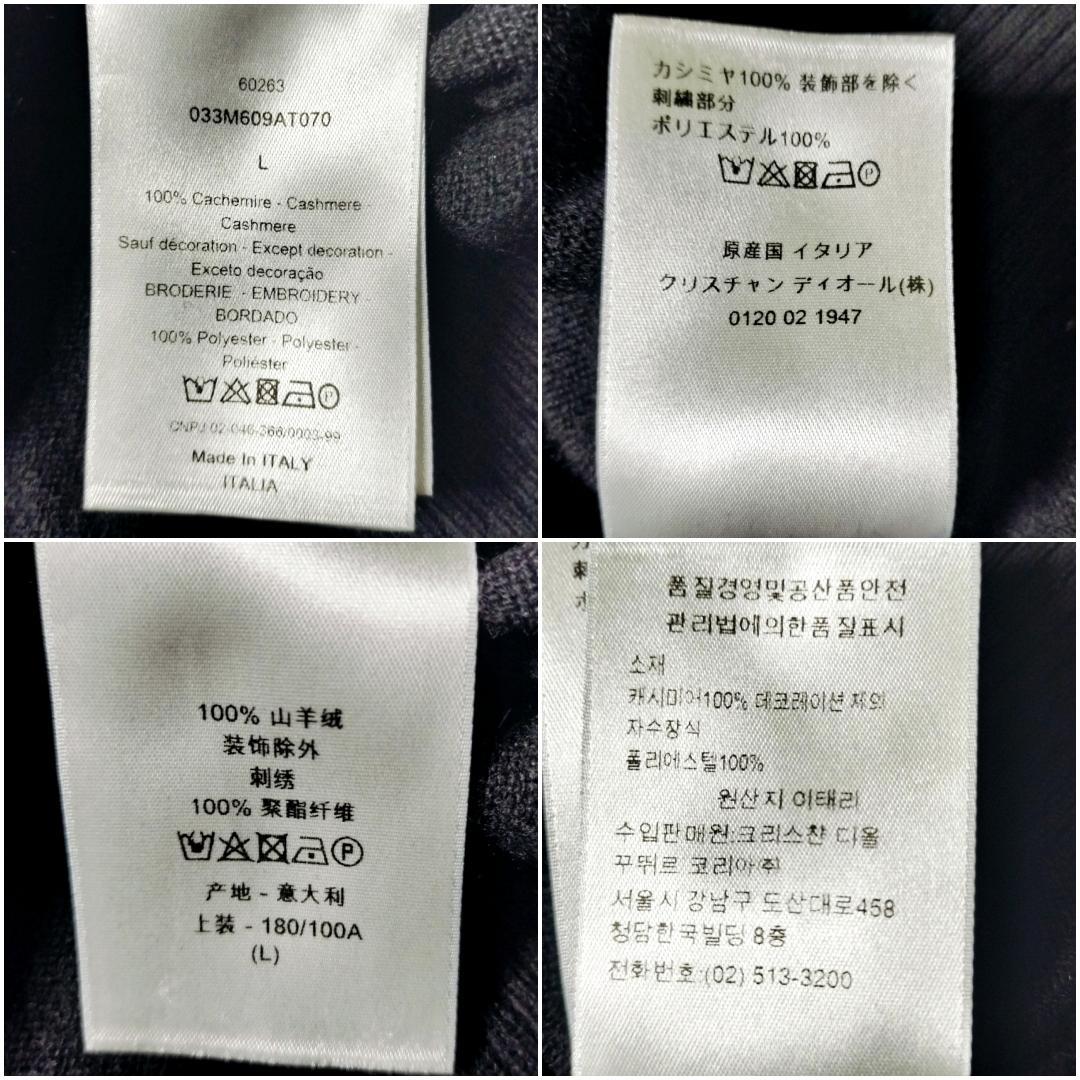 60263
033M609AT070
L
100% Cachemire - Cashmere -
Cashmere
Sauf décoration - Except decoration -
Exceto decoração
BRODERIE - EMBROIDERY -
BORDADO
100% Polyester - Polyester -
Poliéster
P
CNPJ 02-046-366/0003-99
Made In ITALY
ITALIA
カシミヤ100% 装飾部を除く
刺繍部分
ポリエステル100%
P
原産国 イタリア
クリスチャン ディオール(株)
0120 02 1947
100% 山羊绒
装饰除外
刺绣
100% 聚酯纤维
P
产地 - 意大利
上装 - 180/100A
(L)
품질경영및공산품안전
관리법에의한품질표시
소재
캐시미어100% 데코레이션 제외
자수장식
폴리에스텔100%
원산지 이태리
수입판매원:크리스챤 디올
꾸뛰르 코리아㈜
서울시 강남구 도산대로458
청담한국빌딩 8층
전화번호:(02) 513-3200